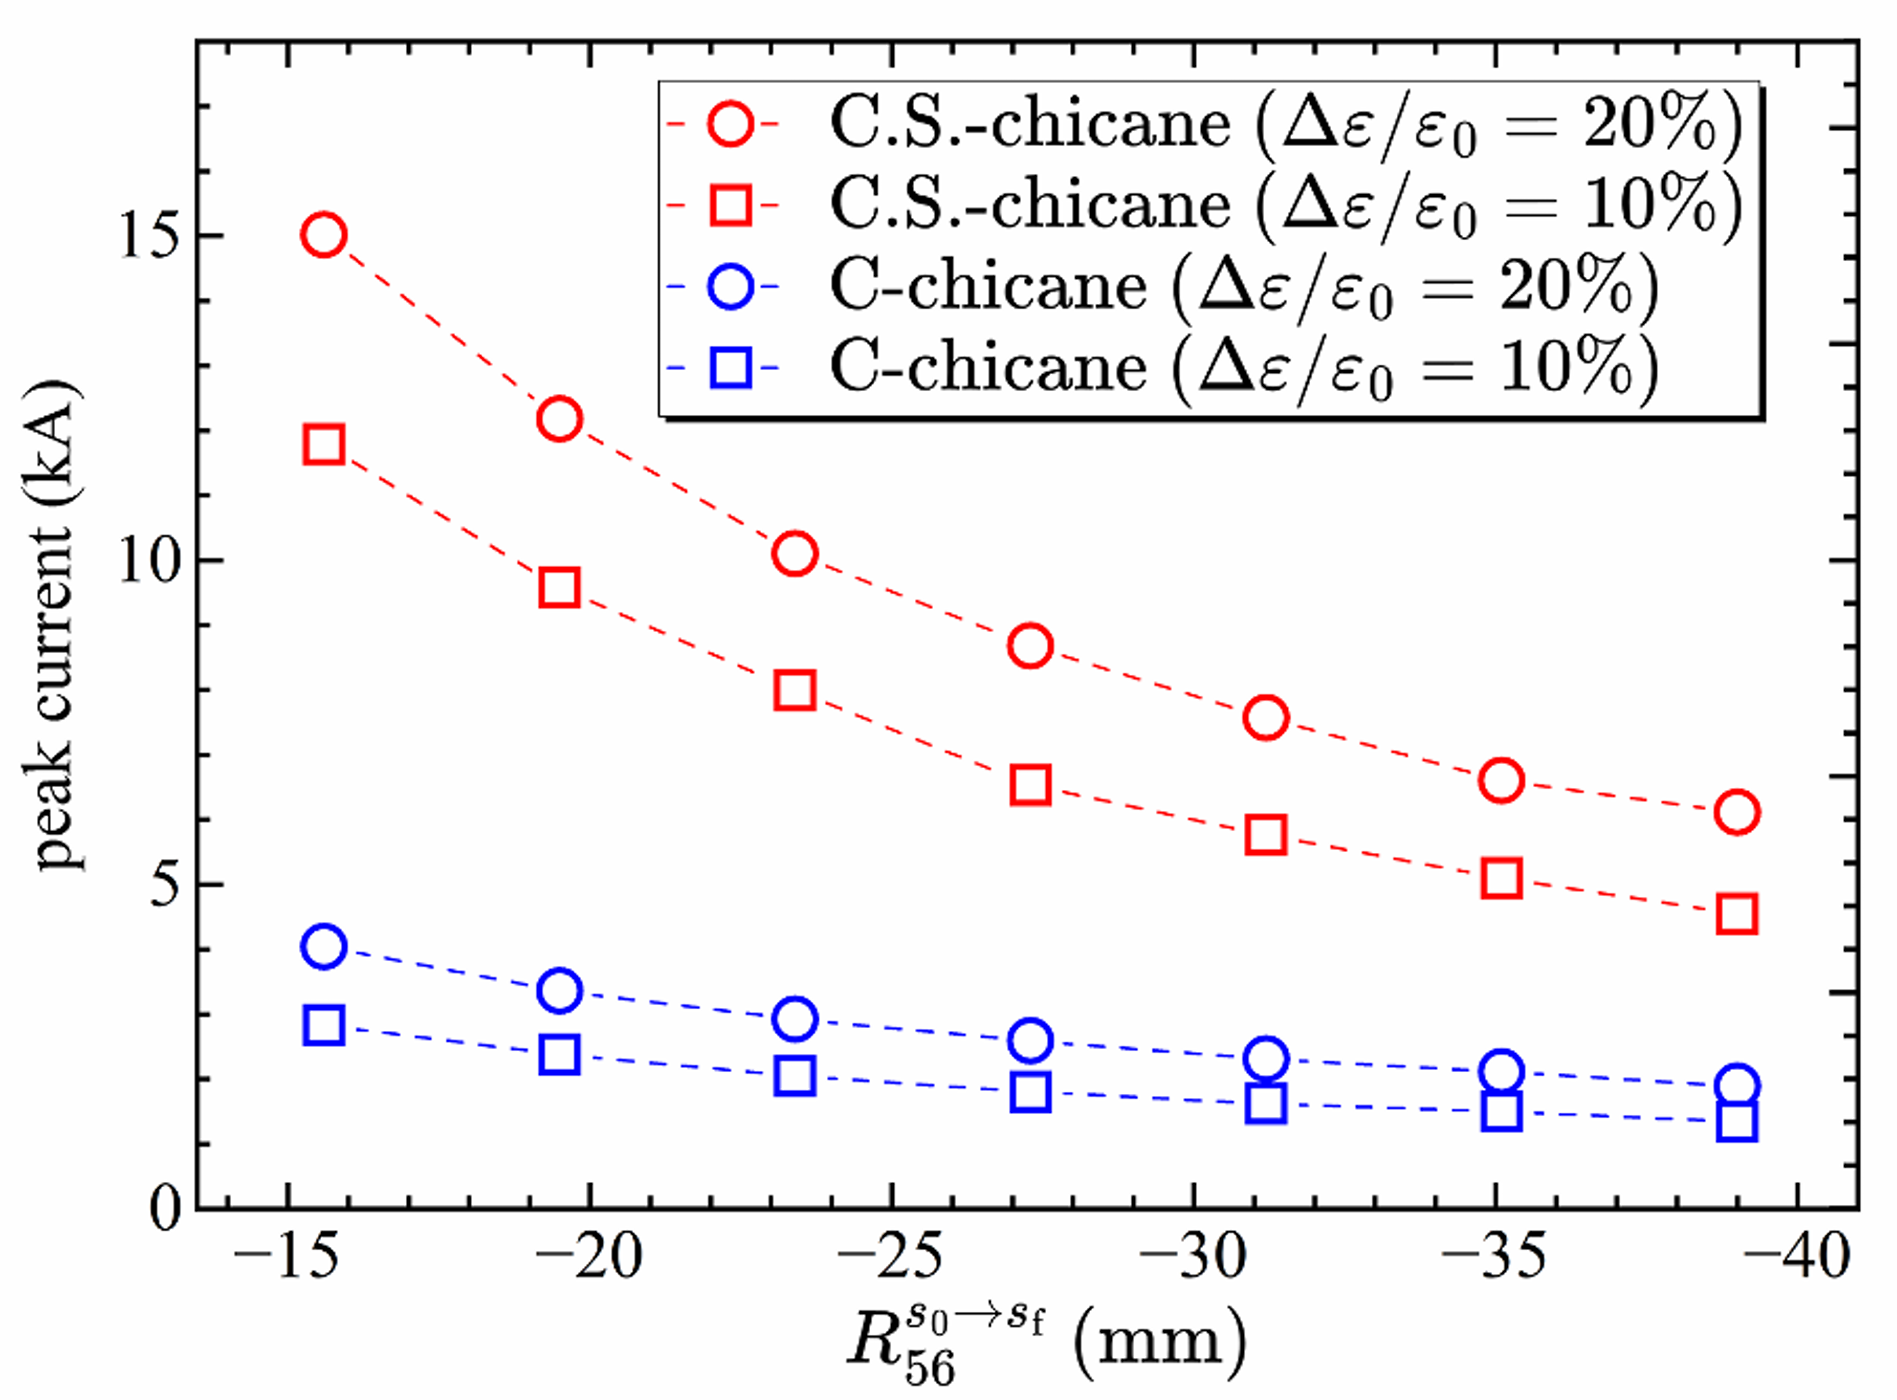 C.S.-chicane (Δε/ε₀ = 20%)
C.S.-chicane (Δε/ε₀ = 10%)
C-chicane (Δε/ε₀ = 20%)
C-chicane (Δε/ε₀ = 10%)
peak current (kA)
15
10
5
0
−15 −20 −25 −30 −35 −40
R₅₆^{s₀→s_f} (mm)